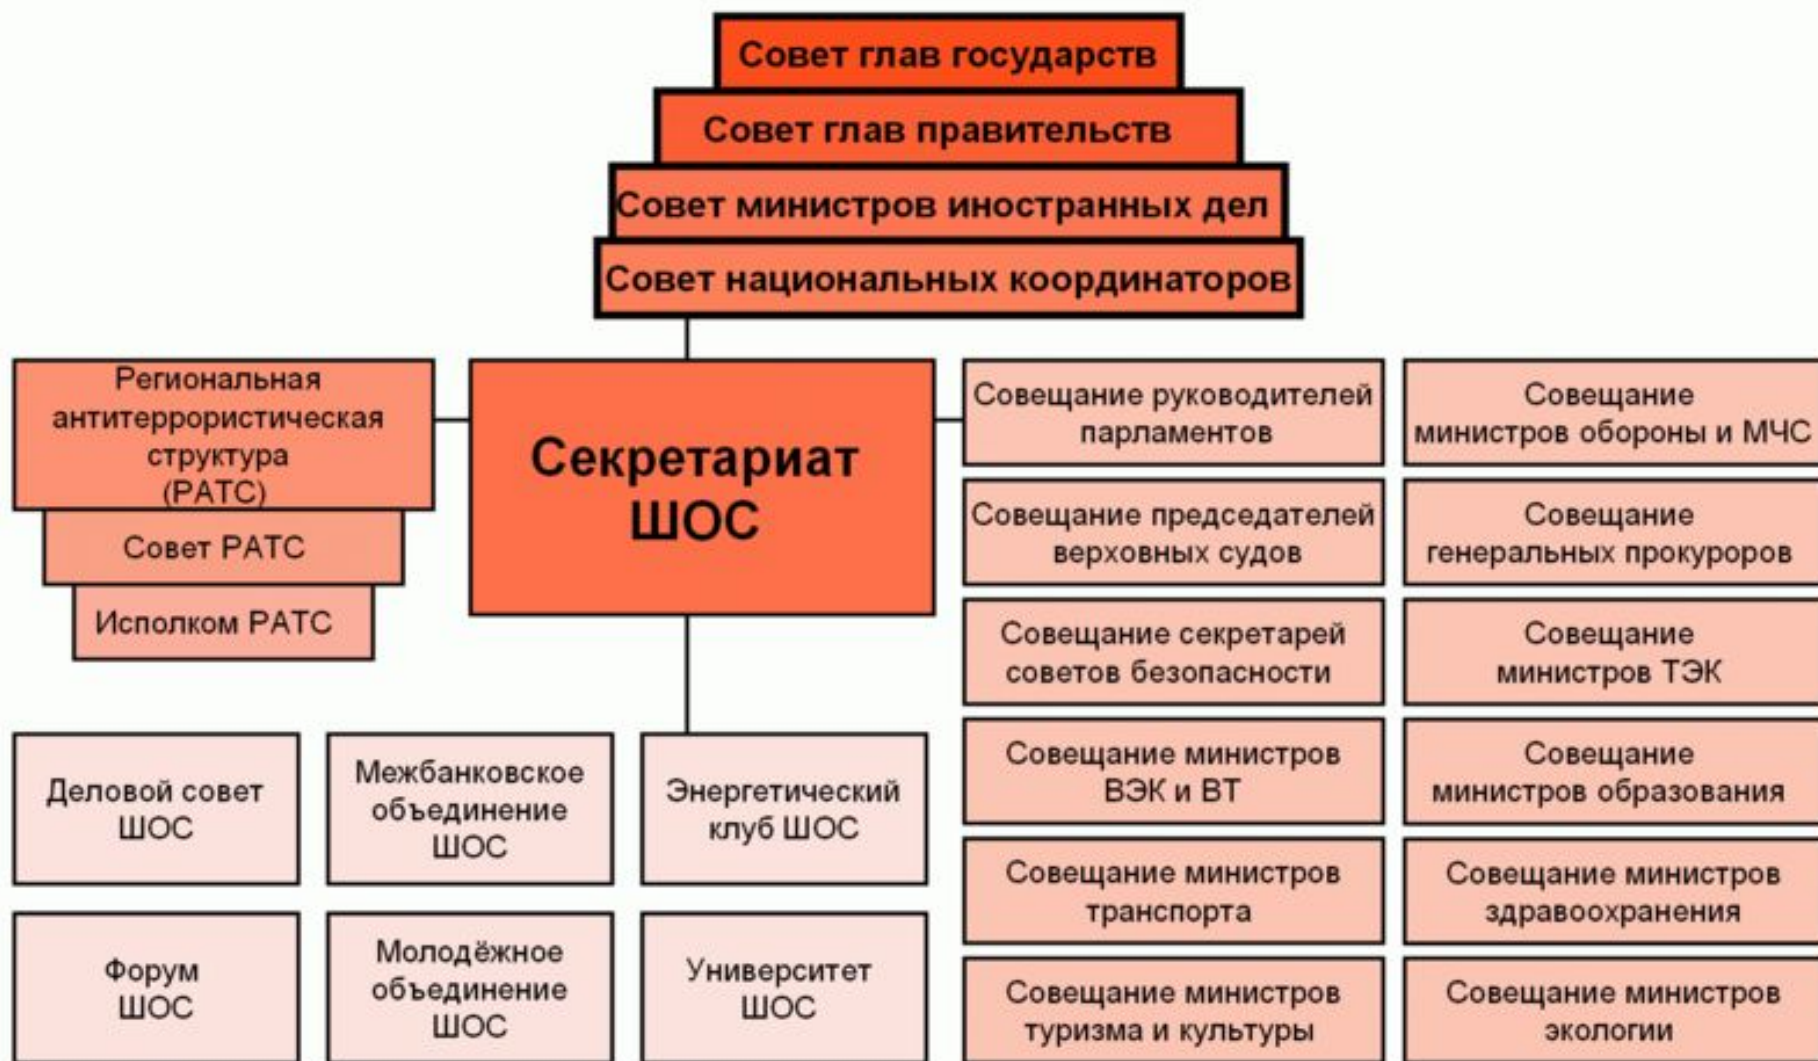 Совет глав государств
Совет глав правительств
Совет министров иностранных дел
Совет национальных координаторов
Региональная
антитеррористическая
структура
(РАТС)
Совет РАТС
Исполком РАТС
Секретариат
ШОС
Совещание руководителей
парламентов
Совещание
министров обороны и МЧС
Совещание председателей
верховных судов
Совещание
генеральных прокуроров
Совещание секретарей
советов безопасности
Совещание
министров ТЭК
Совещание министров
ВЭК и ВТ
Совещание
министров образования
Совещание министров
транспорта
Совещание министров
здравоохранения
Совещание министров
туризма и культуры
Совещание министров
экологии
Деловой совет
ШОС
Межбанковское
объединение
ШОС
Энергетический
клуб ШОС
Форум
ШОС
Молодёжное
объединение
ШОС
Университет
ШОС